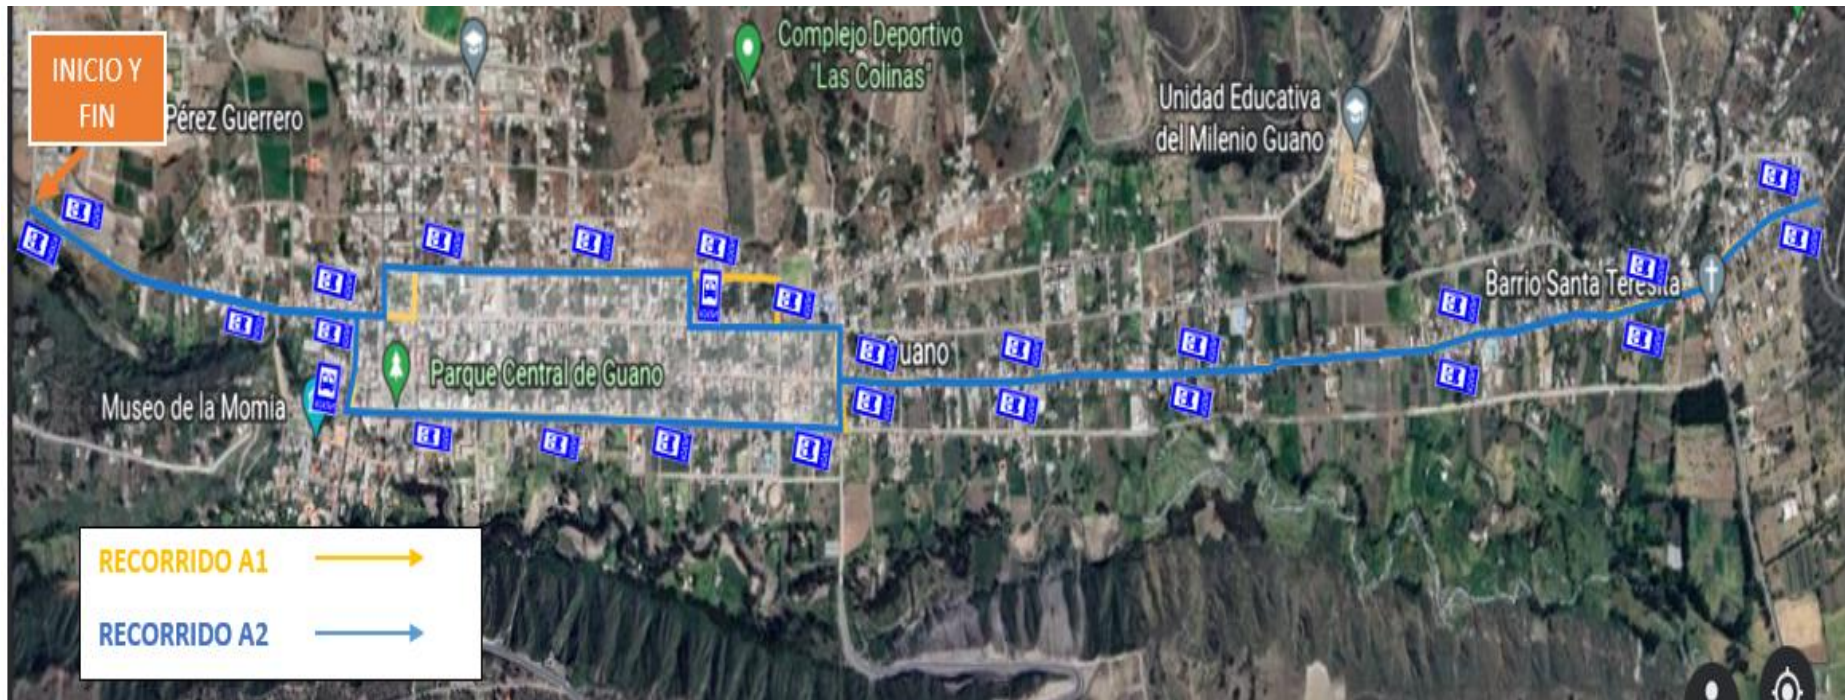 INICIO Y
FIN
Pérez Guerrero
Complejo Deportivo
"Las Colinas"
Unidad Educativa
del Milenio Guano
Barrio Santa Teresita
Guano
Parque Central de Guano
Museo de la Momia
RECORRIDO A1
RECORRIDO A2